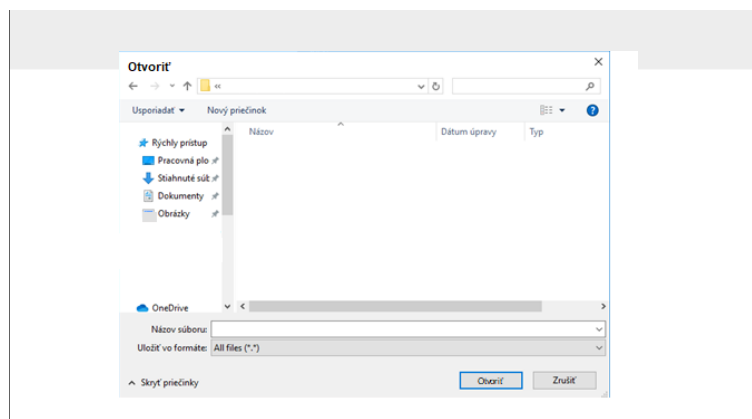 Otvoriť
«
Usporiadať Nový priečinok
Názov Dátum úpravy Typ
Rýchly prístup
Pracovná plo
Stiahnuté súb
Dokumenty
Obrázky
OneDrive
Názov súboru:
Uložiť vo formáte: All files (*.*)
Skryť priečinky Otvoriť Zrušiť